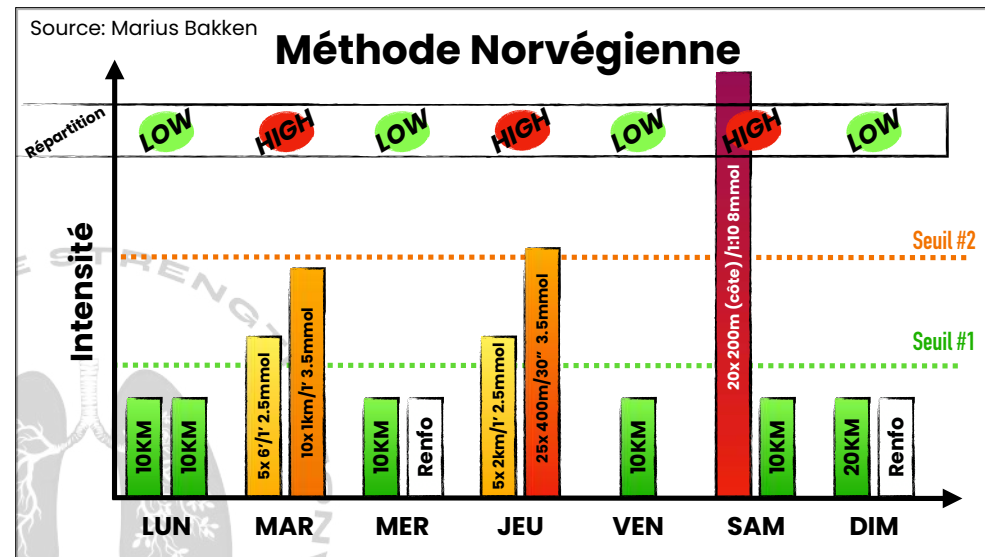 Source: Marius Bakken
Méthode Norvégienne
Répartition
LOW
HIGH
LOW
HIGH
LOW
HIGH
LOW
Intensité
Seuil #2
Seuil #1
10KM
10KM
5x 6'/1' 2.5mmol
10x 1km/1' 3.5mmol
10KM
Renfo
5x 2km/1' 2.5mmol
25x 400m/30" 3.5mmol
10KM
20x 200m (côte) /1:10 8mmol
10KM
20KM
Renfo
LUN
MAR
MER
JEU
VEN
SAM
DIM